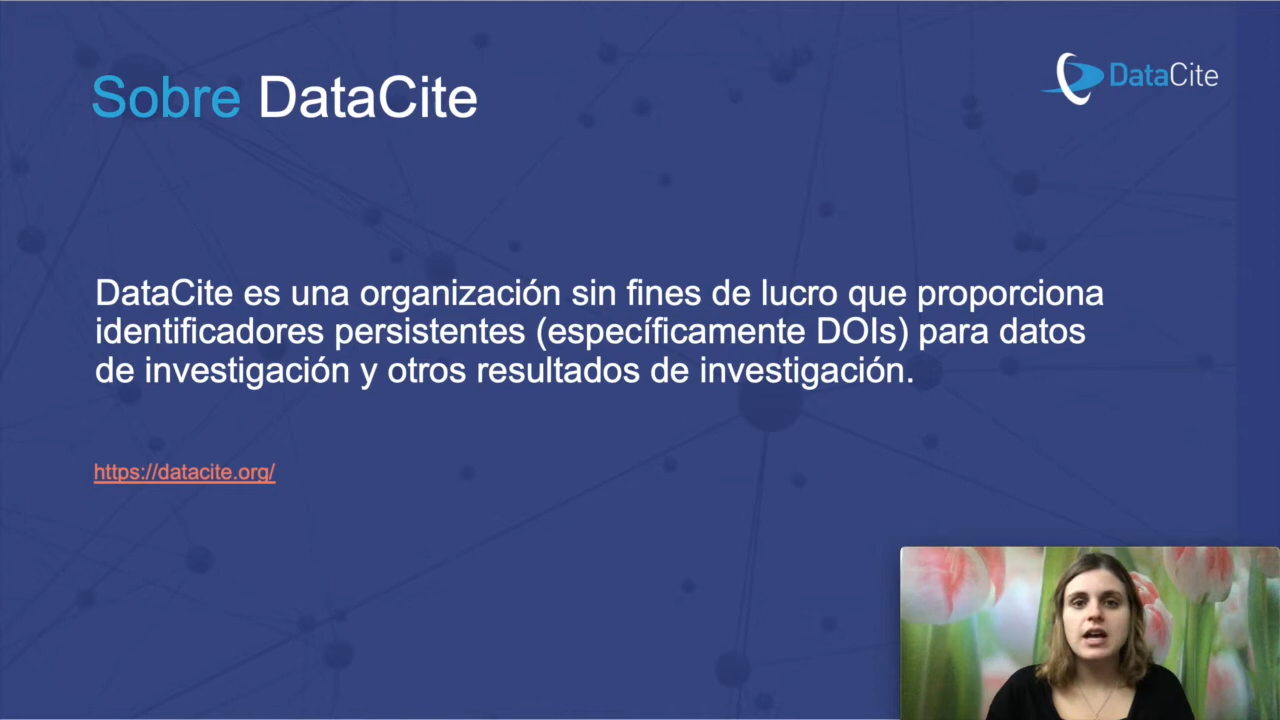 Sobre DataCite
DataCite
DataCite es una organización sin fines de lucro que proporciona
identificadores persistentes (específicamente DOIs) para datos
de investigación y otros resultados de investigación.
https://datacite.org/